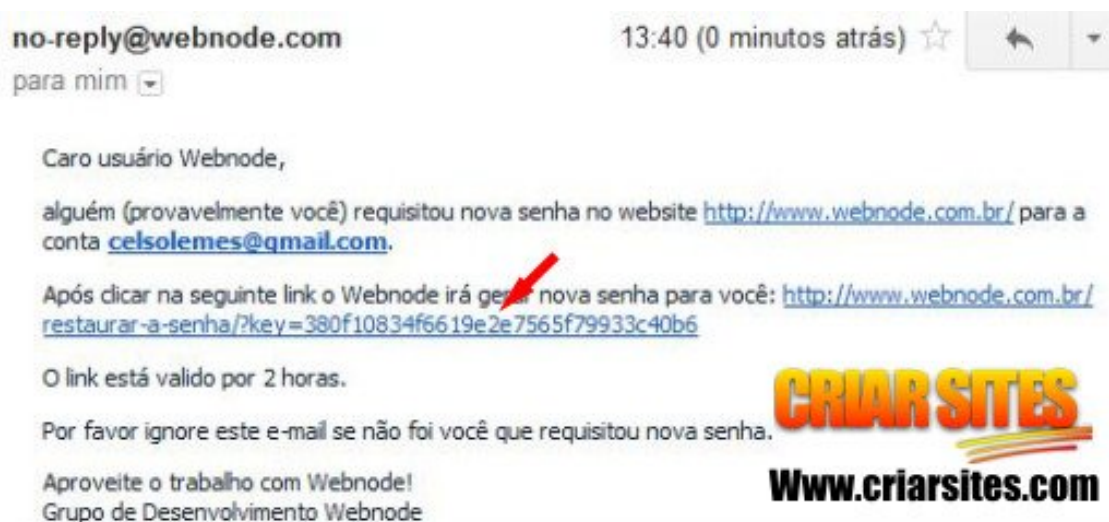 no-reply@webnode.com
13:40 (0 minutos atrás)
para mim
Caro usuário Webnode,
alguém (provavelmente você) requisitou nova senha no website http://www.webnode.com.br/ para a
conta celsolemes@gmail.com.
Após clicar na seguinte link o Webnode irá gerar nova senha para você: http://www.webnode.com.br/
restaurar-a-senha/?key=380f10834f6619e2e7565f79933c40b6
O link está valido por 2 horas.
Por favor ignore este e-mail se não foi você que requisitou nova senha.
Aproveite o trabalho com Webnode!
Grupo de Desenvolvimento Webnode
CRIAR SITES
Www.criarsites.com